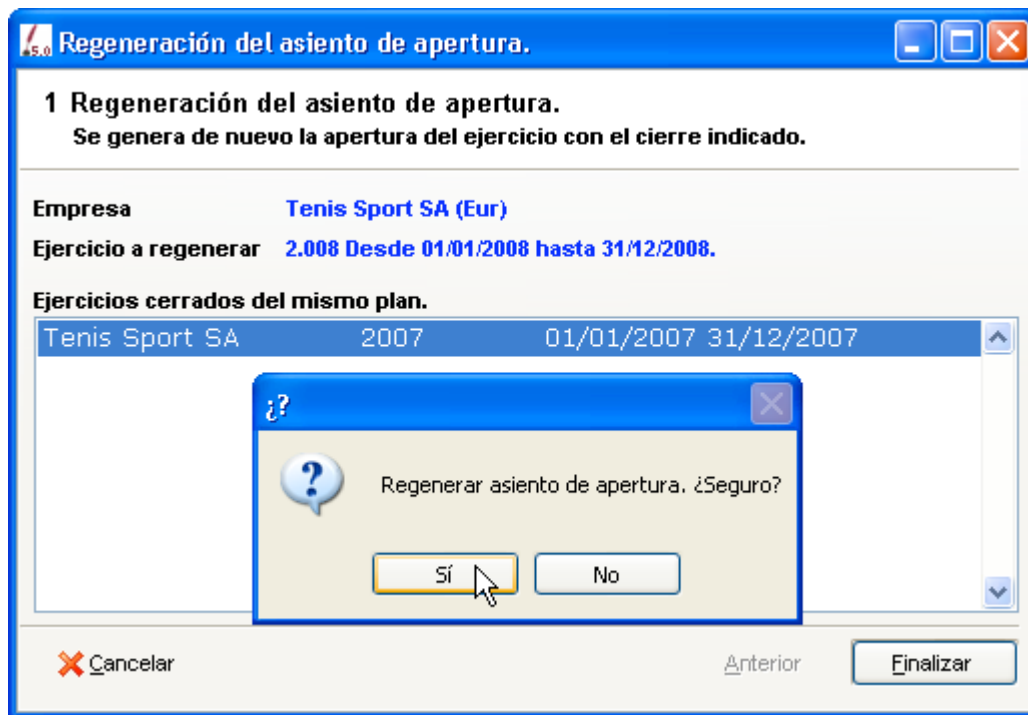 5.0 Regeneración del asiento de apertura.
1 Regeneración del asiento de apertura.
Se genera de nuevo la apertura del ejercicio con el cierre indicado.
Empresa Tenis Sport SA (Eur)
Ejercicio a regenerar 2.008 Desde 01/01/2008 hasta 31/12/2008.
Ejercicios cerrados del mismo plan.
Tenis Sport SA 2007 01/01/2007 31/12/2007
¿?
Regenerar asiento de apertura. ¿Seguro?
Sí No
Cancelar Anterior Finalizar